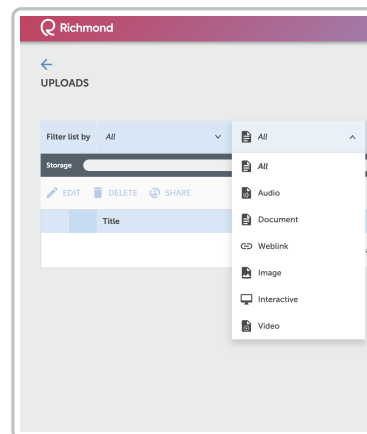 Richmond
UPLOADS
Filter list by All All
Storage All
EDIT DELETE SHARE Audio
Title Document
Weblink
Image
Interactive
Video